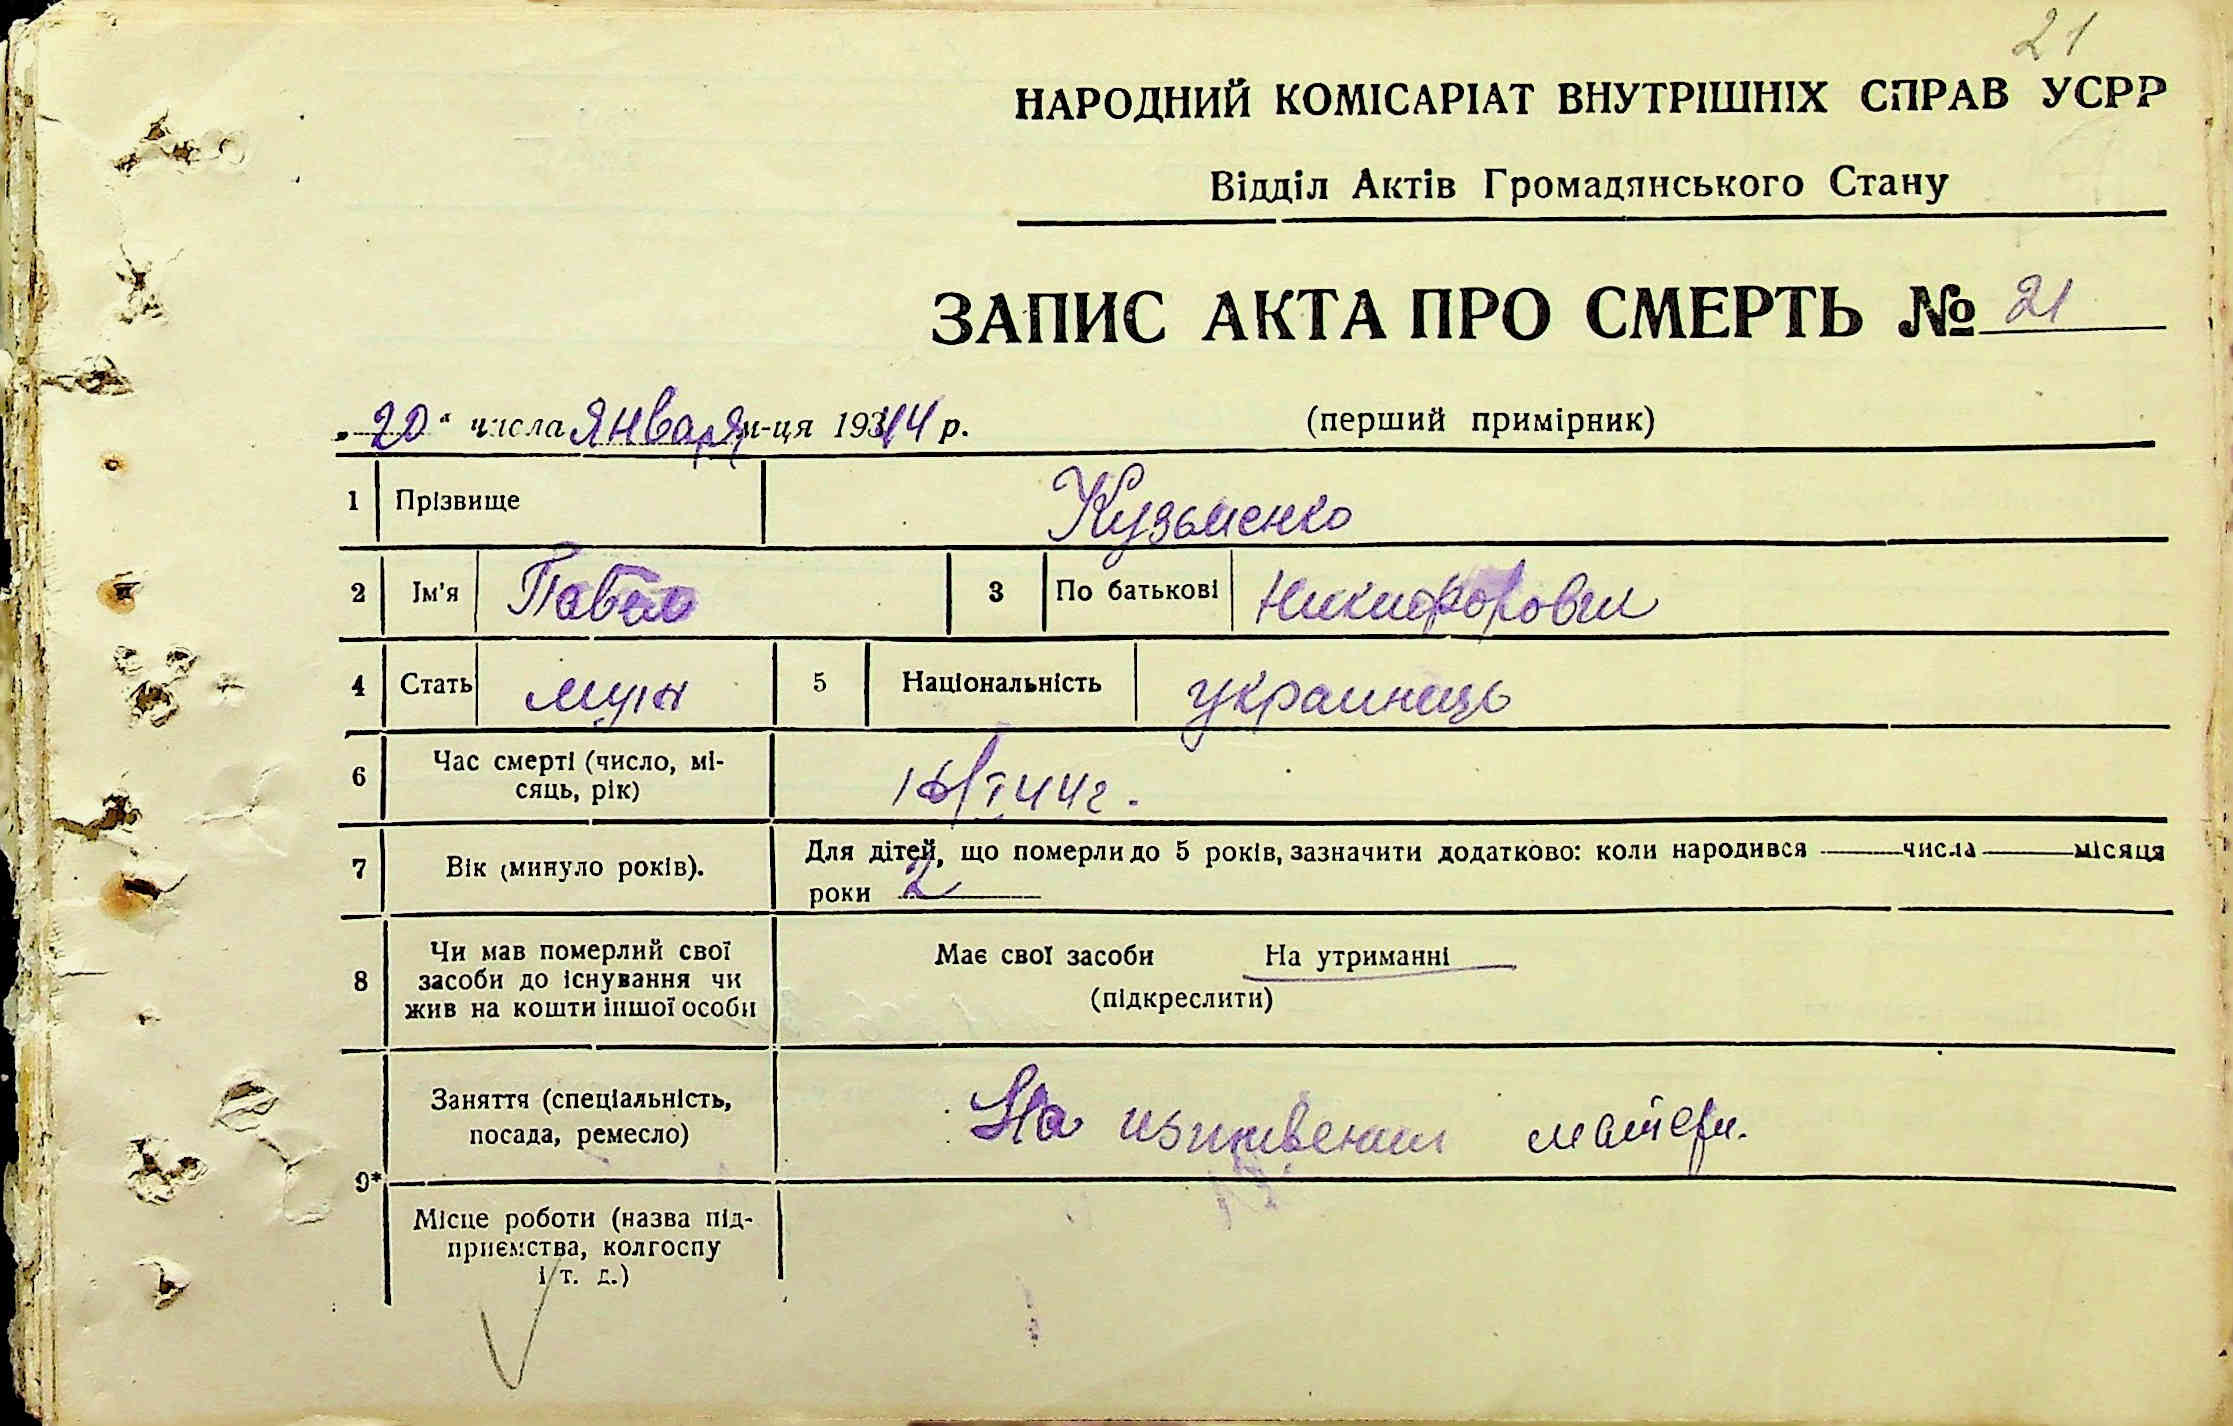 21
НАРОДНИЙ КОМІСАРІАТ ВНУТРІШНІХ СПРАВ УСРР
Відділ Актів Громадянського Стану
ЗАПИС АКТА ПРО СМЕРТЬ № 21
„20“ числа января м-ця 1944 р. (перший примірник)
1 Прізвище Кузьменко
2 Ім'я Павел 3 По батькові Никифорович
4 Стать муж 5 Національність украинець
6 Час смерті (число, мі-
сяць, рік) 16/I 44 г.
7 Вік (минуло років). Для дітей, що померли до 5 років, зазначити додатково: коли народився ——числа——місяця
роки 2
8 Чи мав померлий свої
засоби до існування чи
жив на кошти іншої особи
Має свої засоби На утриманні
(підкреслити)
Заняття (спеціальність,
посада, ремесло) На иждивении матери.
9*
Місце роботи (назва під-
приємства, колгоспу
і т. д.)